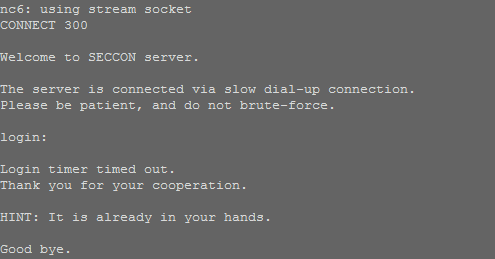 nc6: using stream socket
CONNECT 300
Welcome to SECCON server.
The server is connected via slow dial-up connection.
Please be patient, and do not brute-force.
login:
Login timer timed out.
Thank you for your cooperation.
HINT: It is already in your hands.
Good bye.